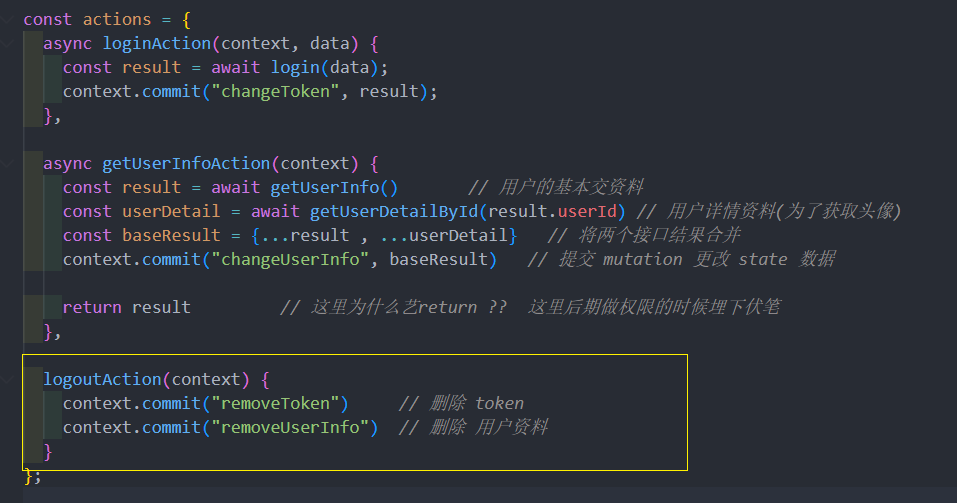 const actions = {
async loginAction(context, data) {
const result = await login(data);
context.commit("changeToken", result);
},
async getUserInfoAction(context) {
const result = await getUserInfo() // 用户的基本交资料
const userDetail = await getUserDetailById(result.userId) // 用户详情资料(为了获取头像)
const baseResult = {...result , ...userDetail} // 将两个接口结果合并
context.commit("changeUserInfo", baseResult) // 提交 mutation 更改 state 数据
return result // 这里为什么艺return ?? 这里后期做权限的时候埋下伏笔
},
logoutAction(context) {
context.commit("removeToken") // 删除 token
context.commit("removeUserInfo") // 删除 用户资料
}
};